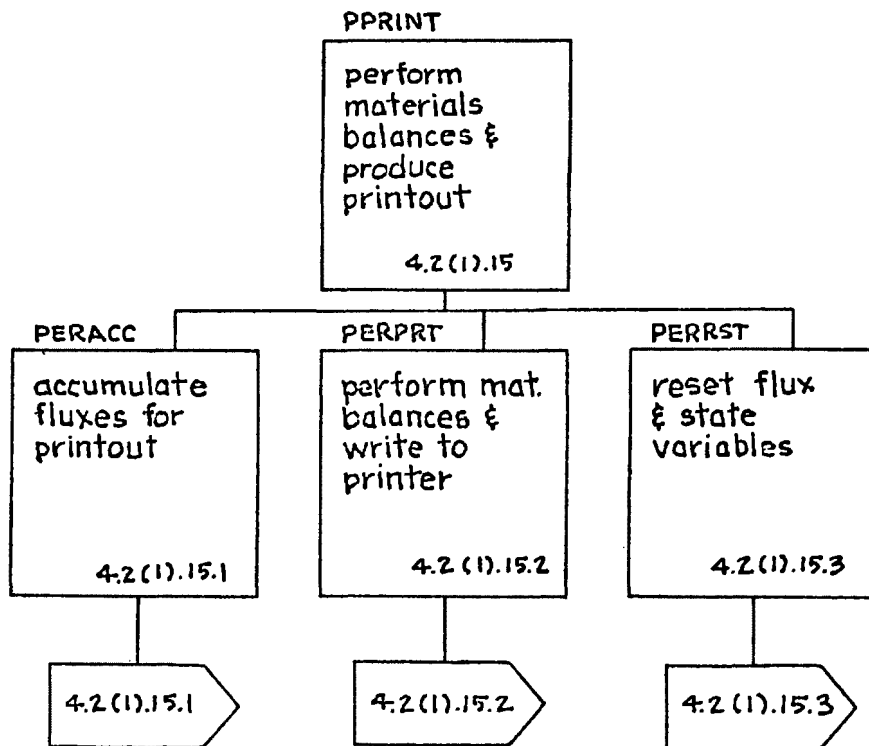 PPRINT
perform
materials
balances &
produce
printout
4.2(1).15
PERACC
accumulate
fluxes for
printout
4.2(1).15.1
PERPRT
perform mat.
balances &
write to
printer
4.2(1).15.2
PERRST
reset flux
& state
variables
4.2(1).15.3
4.2(1).15.1
4.2(1).15.2
4.2(1).15.3